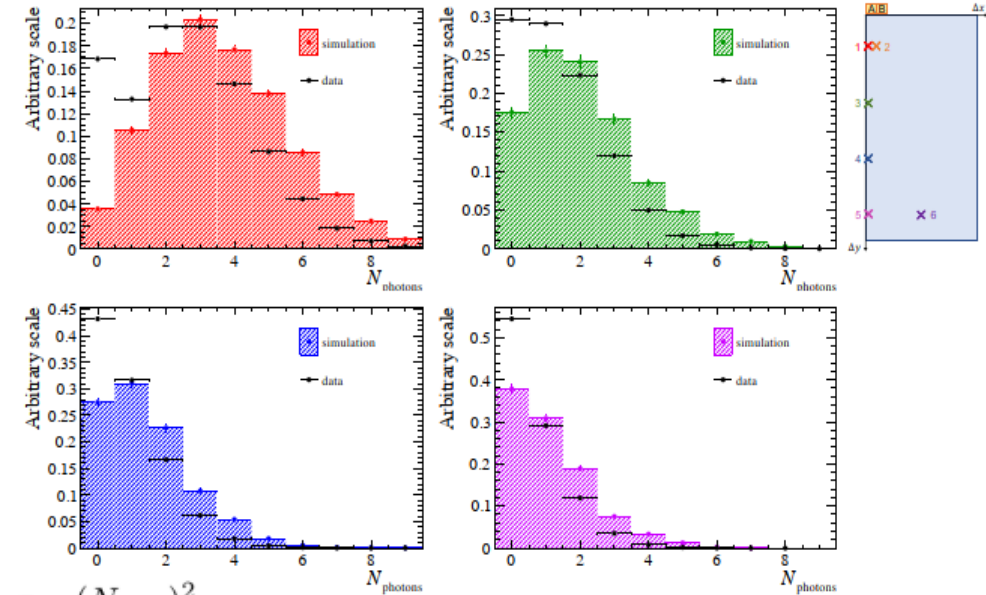 Arbitrary scale
0.2
0.18
0.16
0.14
0.12
0.1
0.08
0.06
0.04
0.02
0
simulation
data
0 2 4 6 8
N photons
Arbitrary scale
0.3
0.25
0.2
0.15
0.1
0.05
0
simulation
data
0 2 4 6 8
N photons
A B
Δx
1 2
3
4
5 6
Δy
Arbitrary scale
0.45
0.4
0.35
0.3
0.25
0.2
0.15
0.1
0.05
0
simulation
data
0 2 4 6 8
N photons
Arbitrary scale
0.5
0.4
0.3
0.2
0.1
0
simulation
data
0 2 4 6 8
N photons